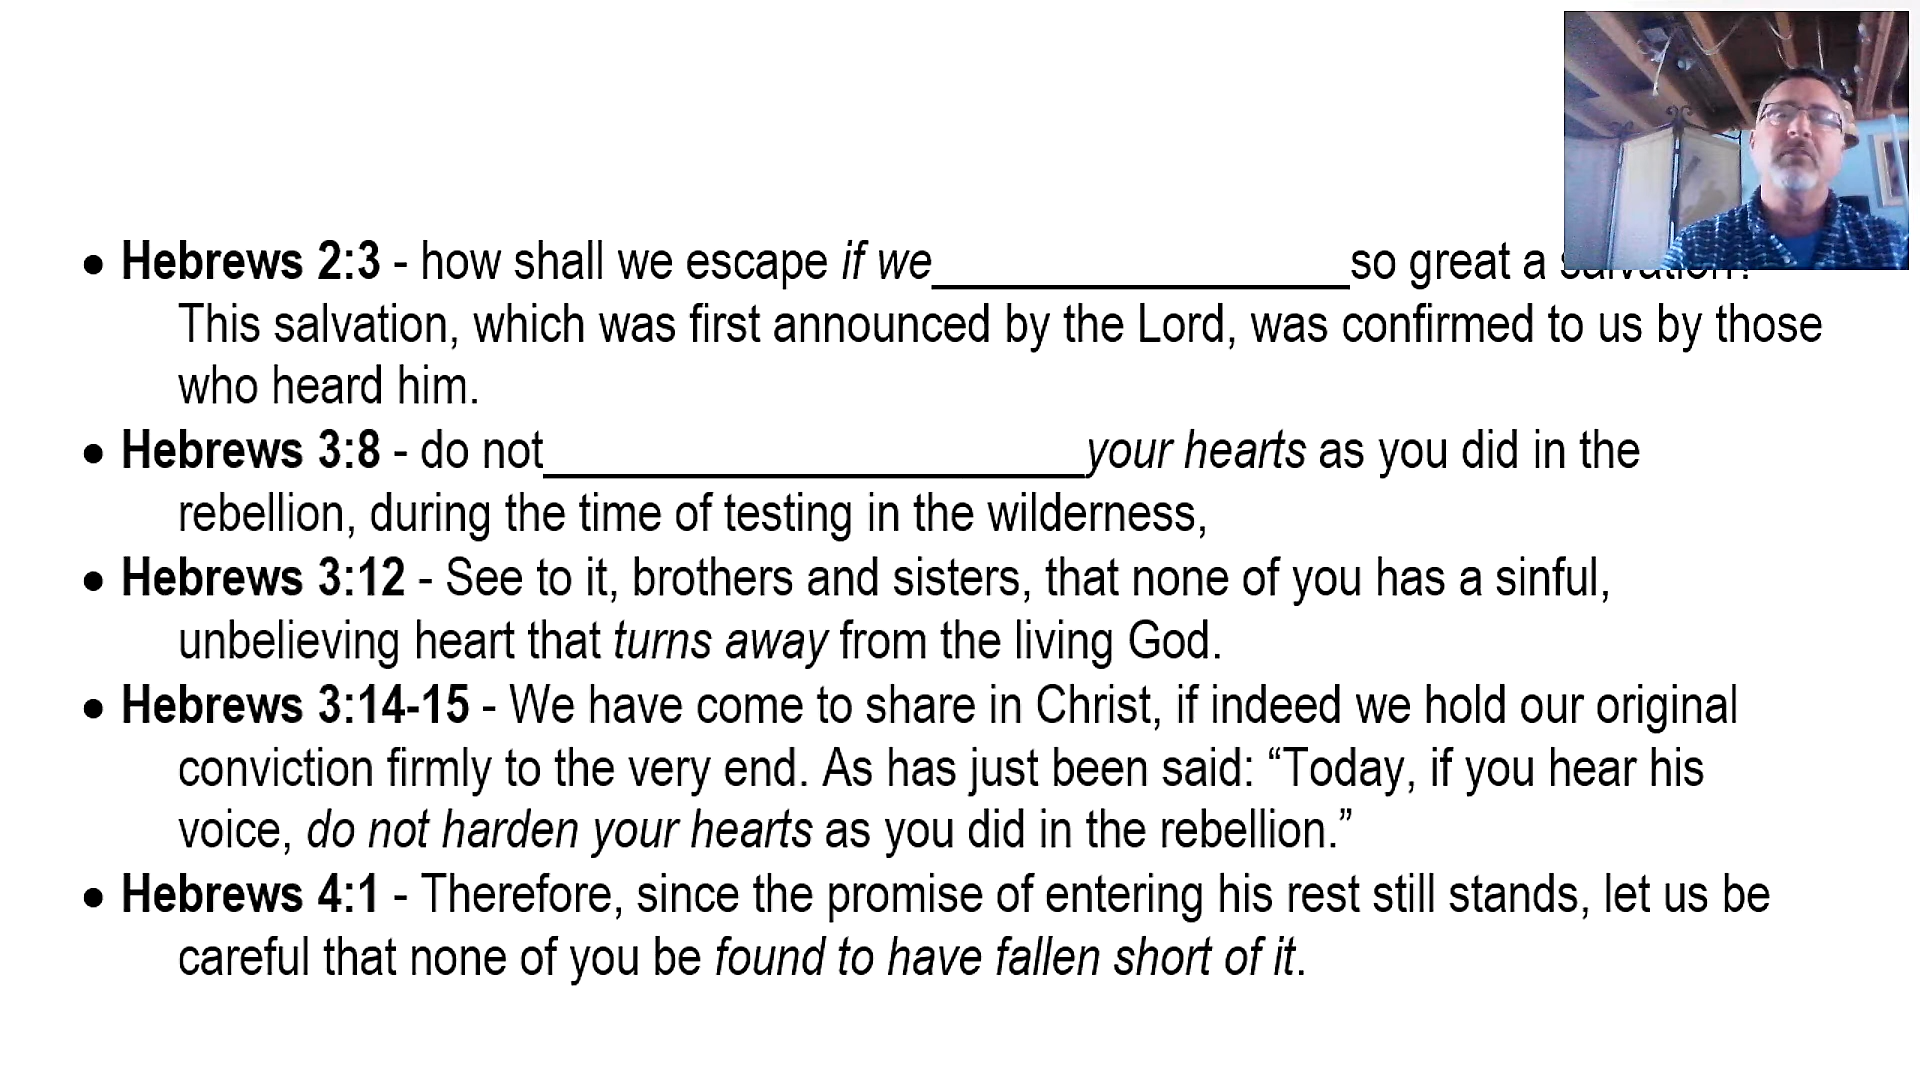 ● Hebrews 2:3 - how shall we escape if we_________________so great a
This salvation, which was first announced by the Lord, was confirmed to us by those
who heard him.
● Hebrews 3:8 - do not______________________your hearts as you did in the
rebellion, during the time of testing in the wilderness,
● Hebrews 3:12 - See to it, brothers and sisters, that none of you has a sinful,
unbelieving heart that turns away from the living God.
● Hebrews 3:14-15 - We have come to share in Christ, if indeed we hold our original
conviction firmly to the very end. As has just been said: “Today, if you hear his
voice, do not harden your hearts as you did in the rebellion.”
● Hebrews 4:1 - Therefore, since the promise of entering his rest still stands, let us be
careful that none of you be found to have fallen short of it.